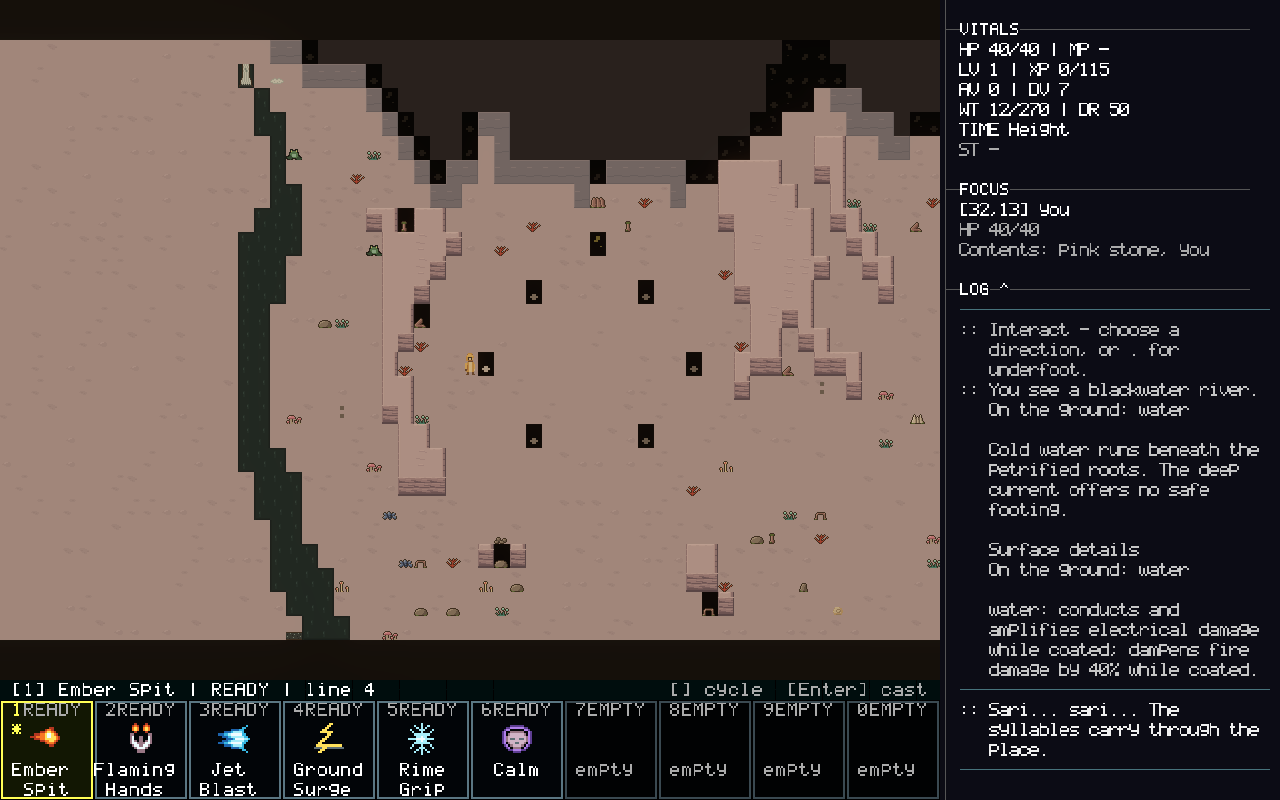 VITALS
HP 40/40 | MP -
LV 1 | XP 0/115
AV 0 | DV 7
WT 12/270 | DR 50
TIME Height
ST -
FOCUS
[32,13] You
HP 40/40
Contents: Pink stone, You
LOG ^
:: Interact - choose a
direction, or . for
underfoot.
:: You see a blackwater river.
On the ground: water
Cold water runs beneath the
Petrified roots. The deep
current offers no safe
footing.
Surface details
On the ground: water
water: conducts and
amplifies electrical damage
while coated; dampens fire
damage by 40% while coated.
:: Sari... sari... The
syllables carry through the
Place.
[1] Ember Spit | READY | line 4
[] cycle [Enter] cast
1READY 2READY 3READY 4READY 5READY 6READY 7EMPTY 8EMPTY 9EMPTY 0EMPTY
*
Ember Flaming Jet Ground Rime Calm empty empty empty empty
Spit Hands Blast Surge Grip